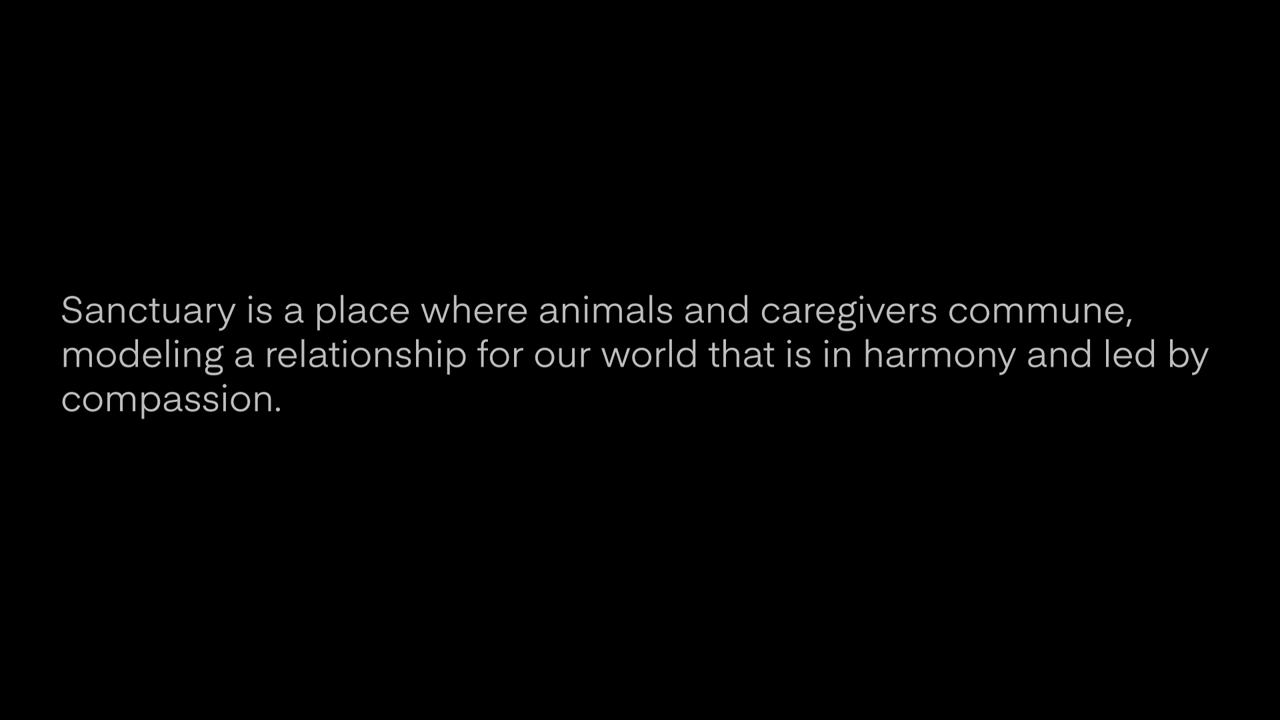 Sanctuary is a place where animals and caregivers commune,
modeling a relationship for our world that is in harmony and led by
compassion.